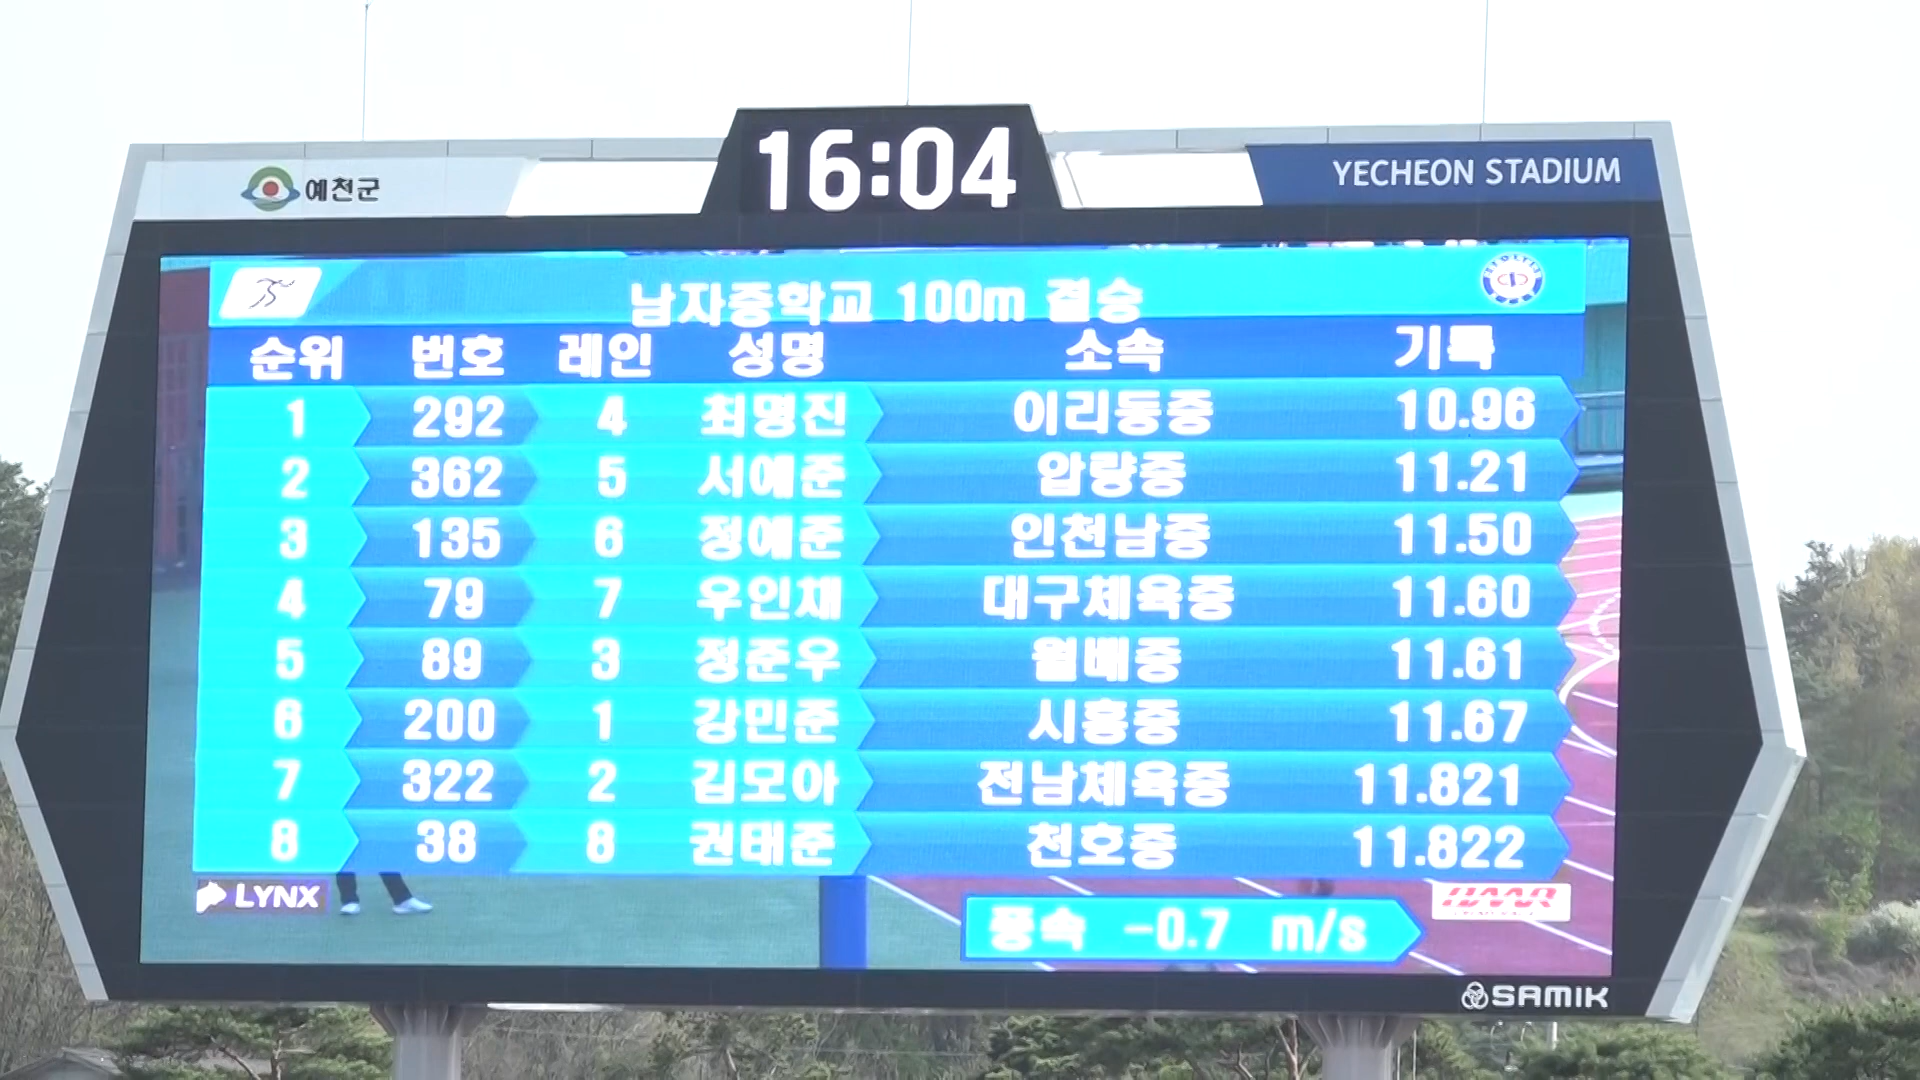 16:04
예천군
YECHEON STADIUM
남자중학교 100m 결승
순위 번호 레인 성명 소속 기록
1 292 4 최명진 이리동중 10.96
2 362 5 서예준 압량중 11.21
3 135 6 정예준 인천남중 11.50
4 79 7 우인채 대구체육중 11.60
5 89 3 정준우 월배중 11.61
6 200 1 강민준 시흥중 11.67
7 322 2 김모아 전남체육중 11.821
8 38 8 권태준 천호중 11.822
LYNX
풍속 -0.7 m/s
SAMIK